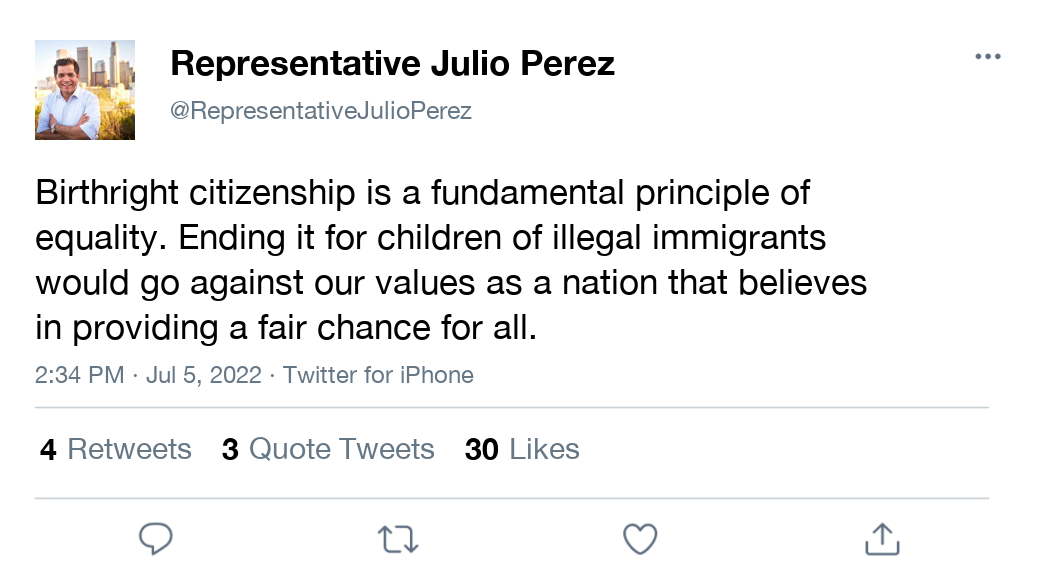 Representative Julio Perez
@RepresentativeJulioPerez
Birthright citizenship is a fundamental principle of
equality. Ending it for children of illegal immigrants
would go against our values as a nation that believes
in providing a fair chance for all.
2:34 PM · Jul 5, 2022 · Twitter for iPhone
4 Retweets 3 Quote Tweets 30 Likes